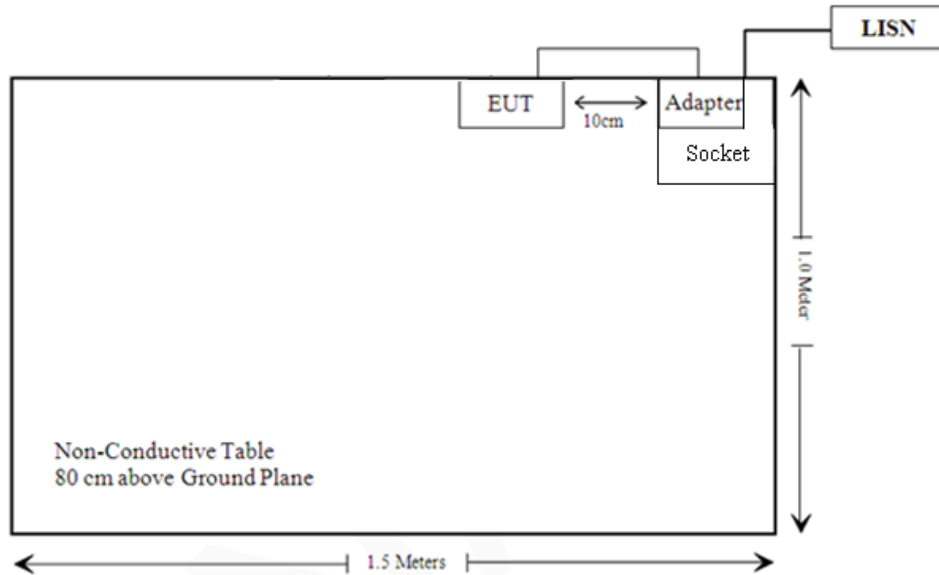 LISN
EUT
Adapter
10cm
Socket
1.0 Meter
Non-Conductive Table
80 cm above Ground Plane
1.5 Meters